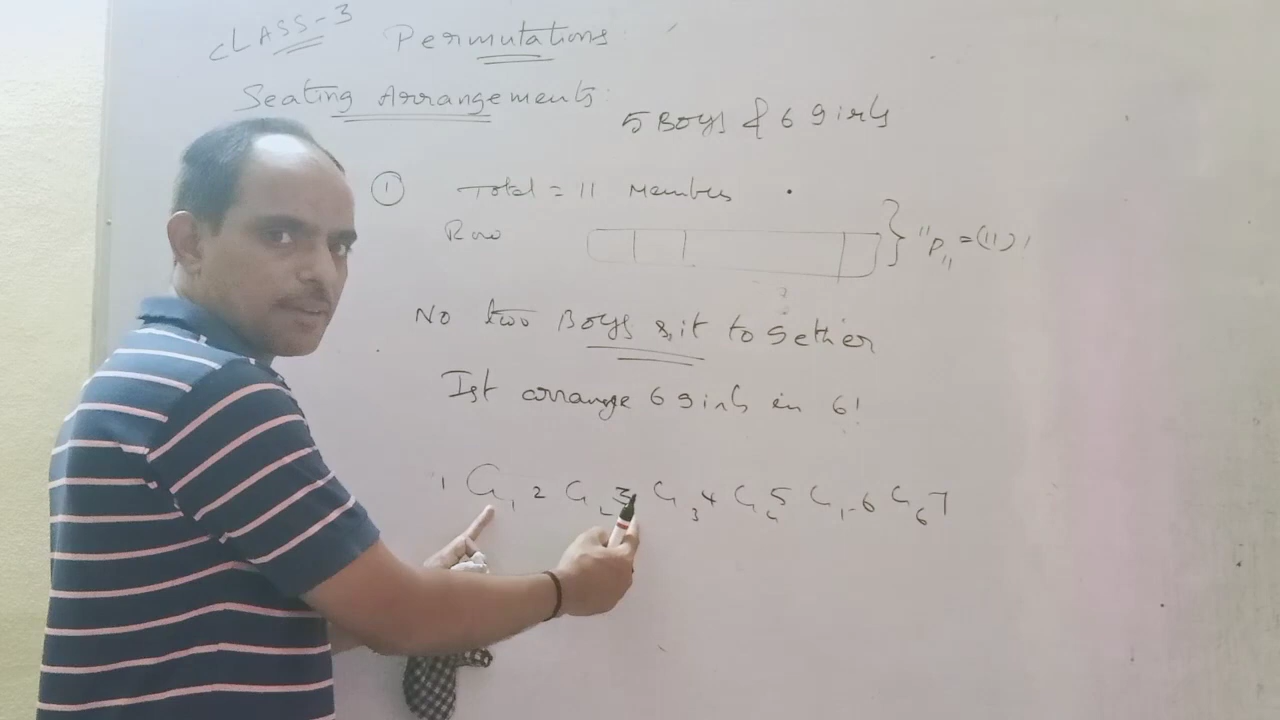 CLASS-3 Permutations
Seating Arrangements:
5 Boys & 6 girls
① Total = 11 Members
Row } ¹¹P₁₁ = (11)!
No two Boys sit together
Ist arrange 6 girls in 6!
1 G₁ 2 G₂ 3 G₃ 4 G₄ 5 G₅ 6 G₆ 7